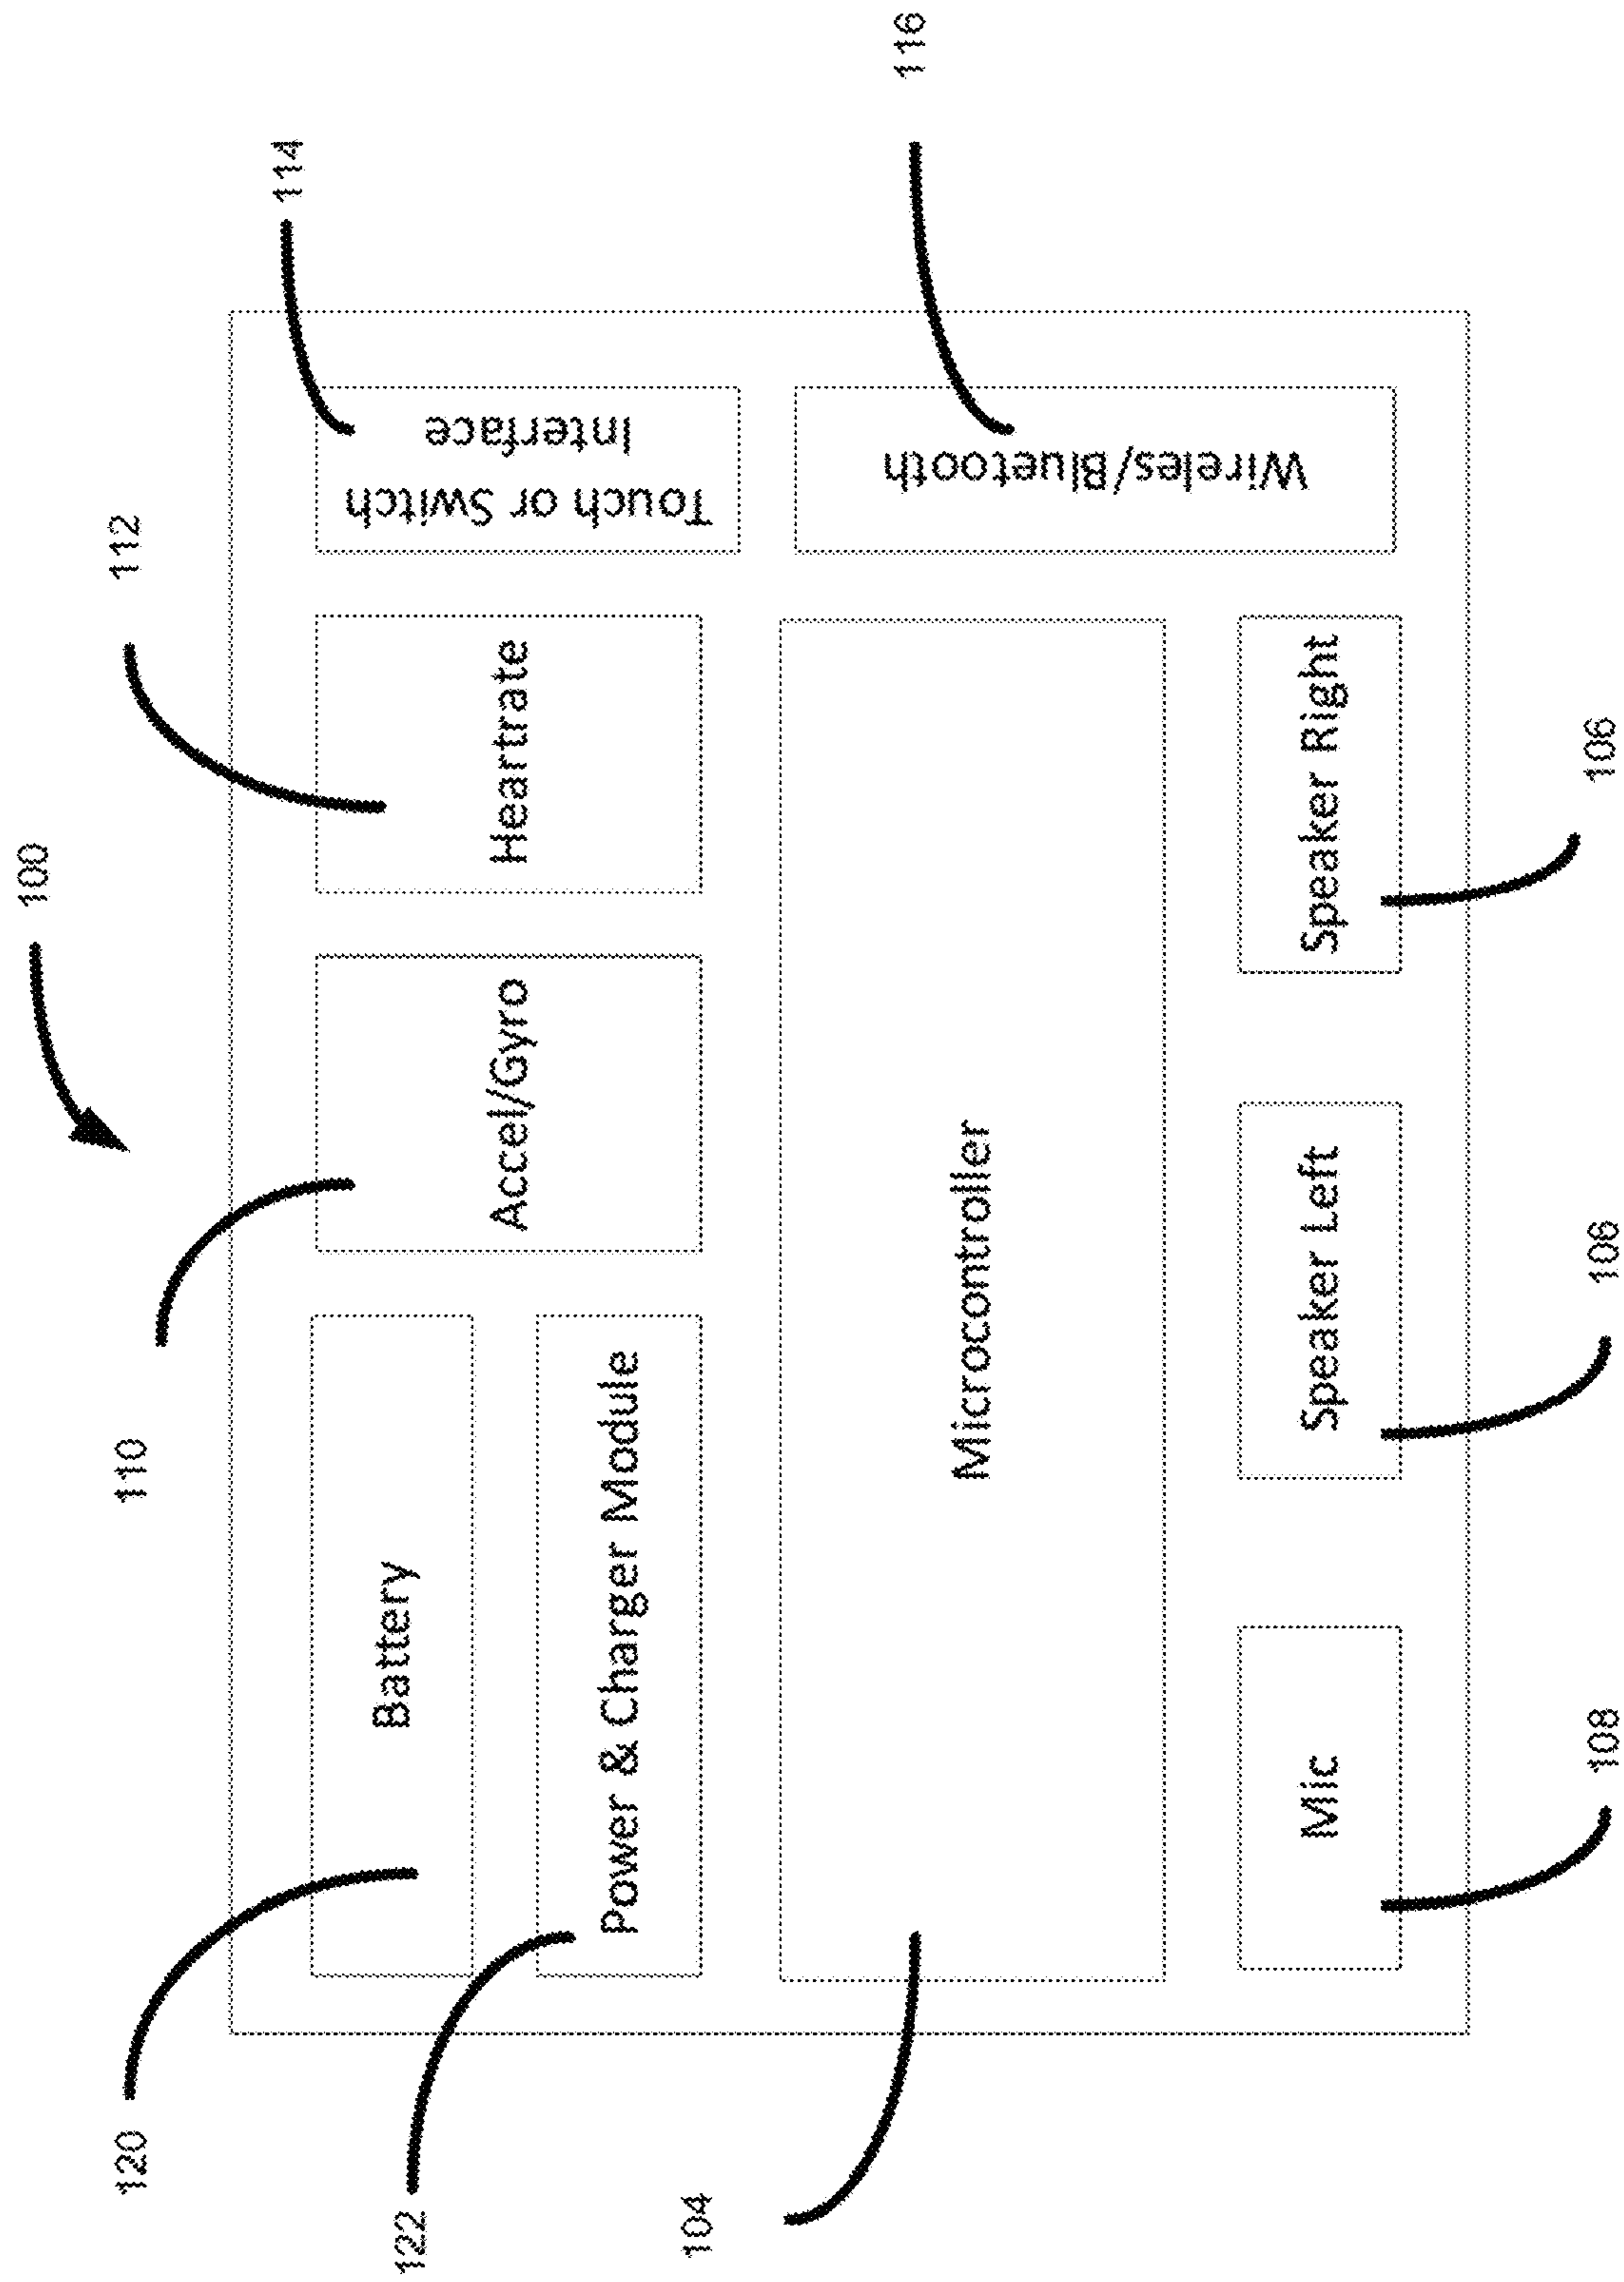 100
120
110
112
114
122
Battery
Power & Charger Module
Accel/Gyro
Heartrate
Touch or Switch
Interface
104
Microcontroller
Wireles/Bluetooth
116
Mic
Speaker Left
Speaker Right
108
106
106